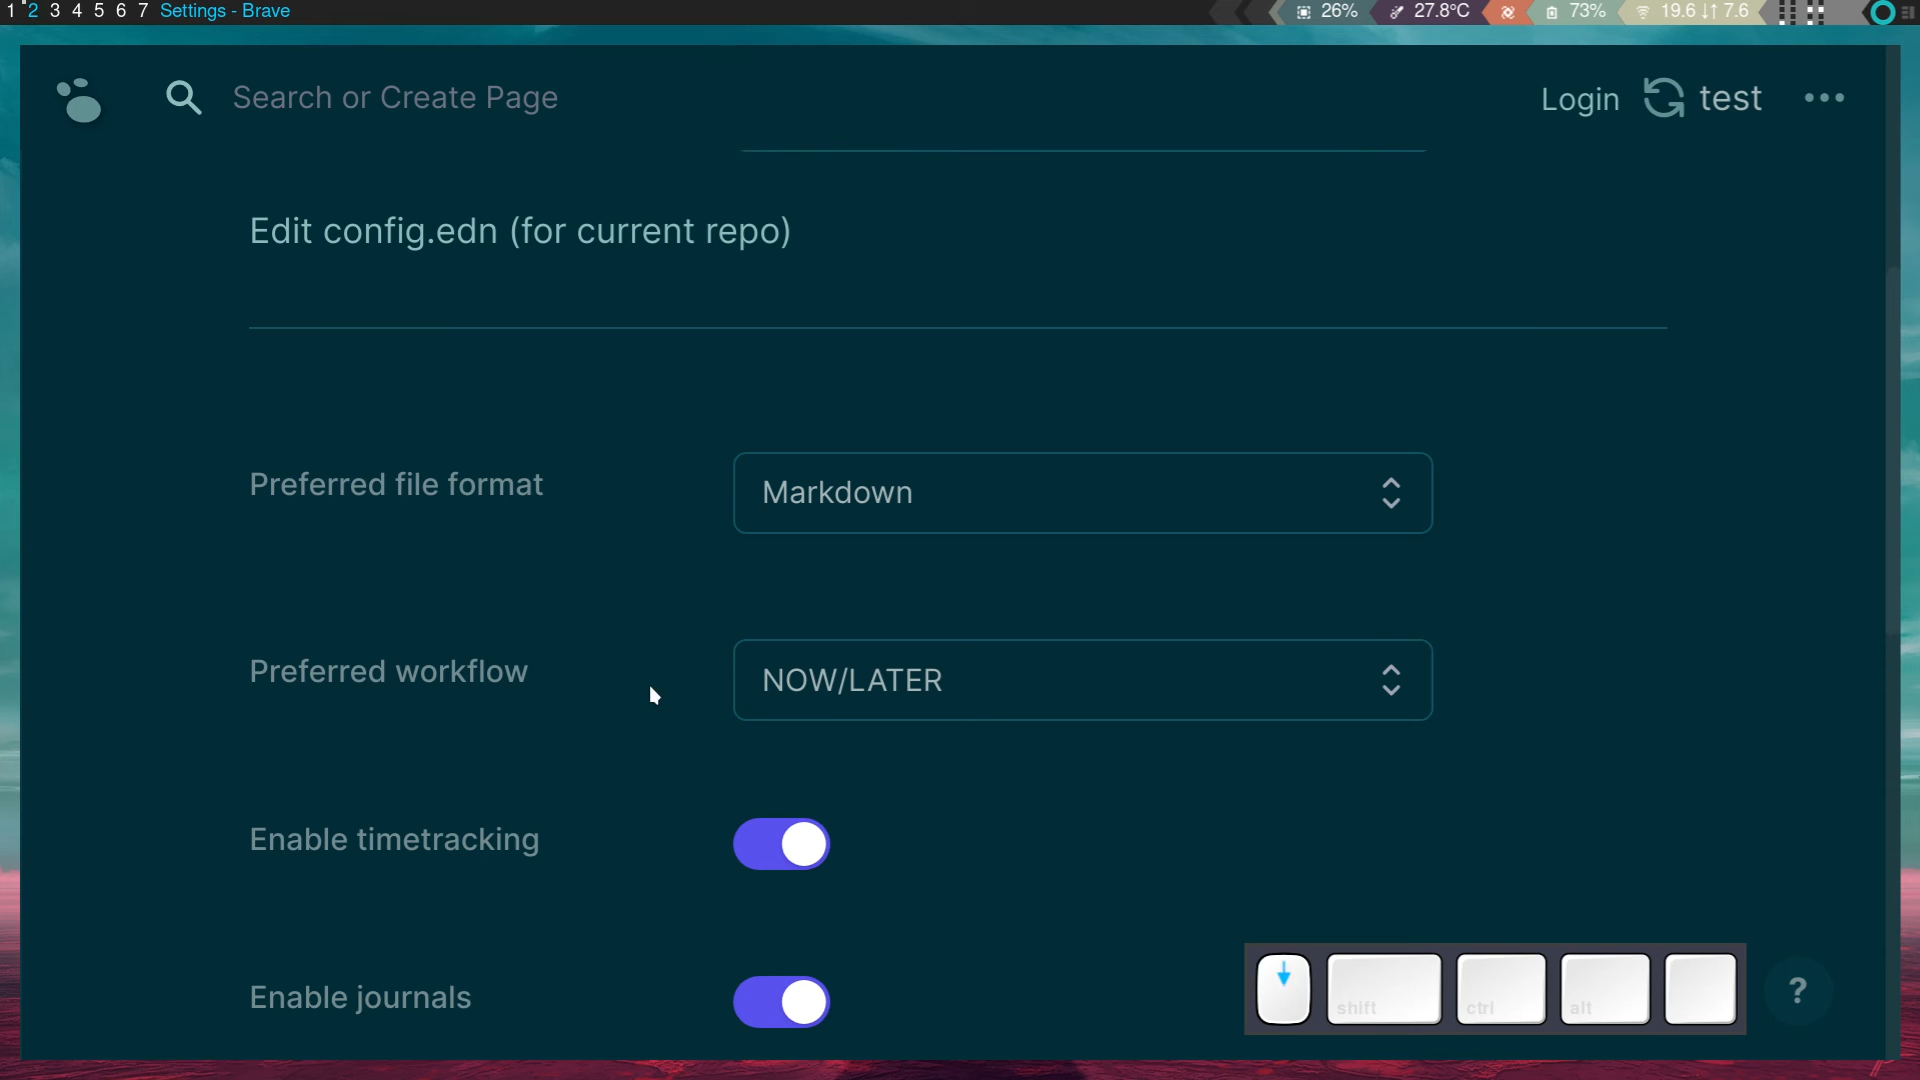 1 2 3 4 5 6 7 Settings - Brave 26% 27.8°C 73% 19.6 ↓↑ 7.6
Search or Create Page
Login test
Edit config.edn (for current repo)
Preferred file format Markdown
Preferred workflow NOW/LATER
Enable timetracking
Enable journals
shift ctrl alt ?